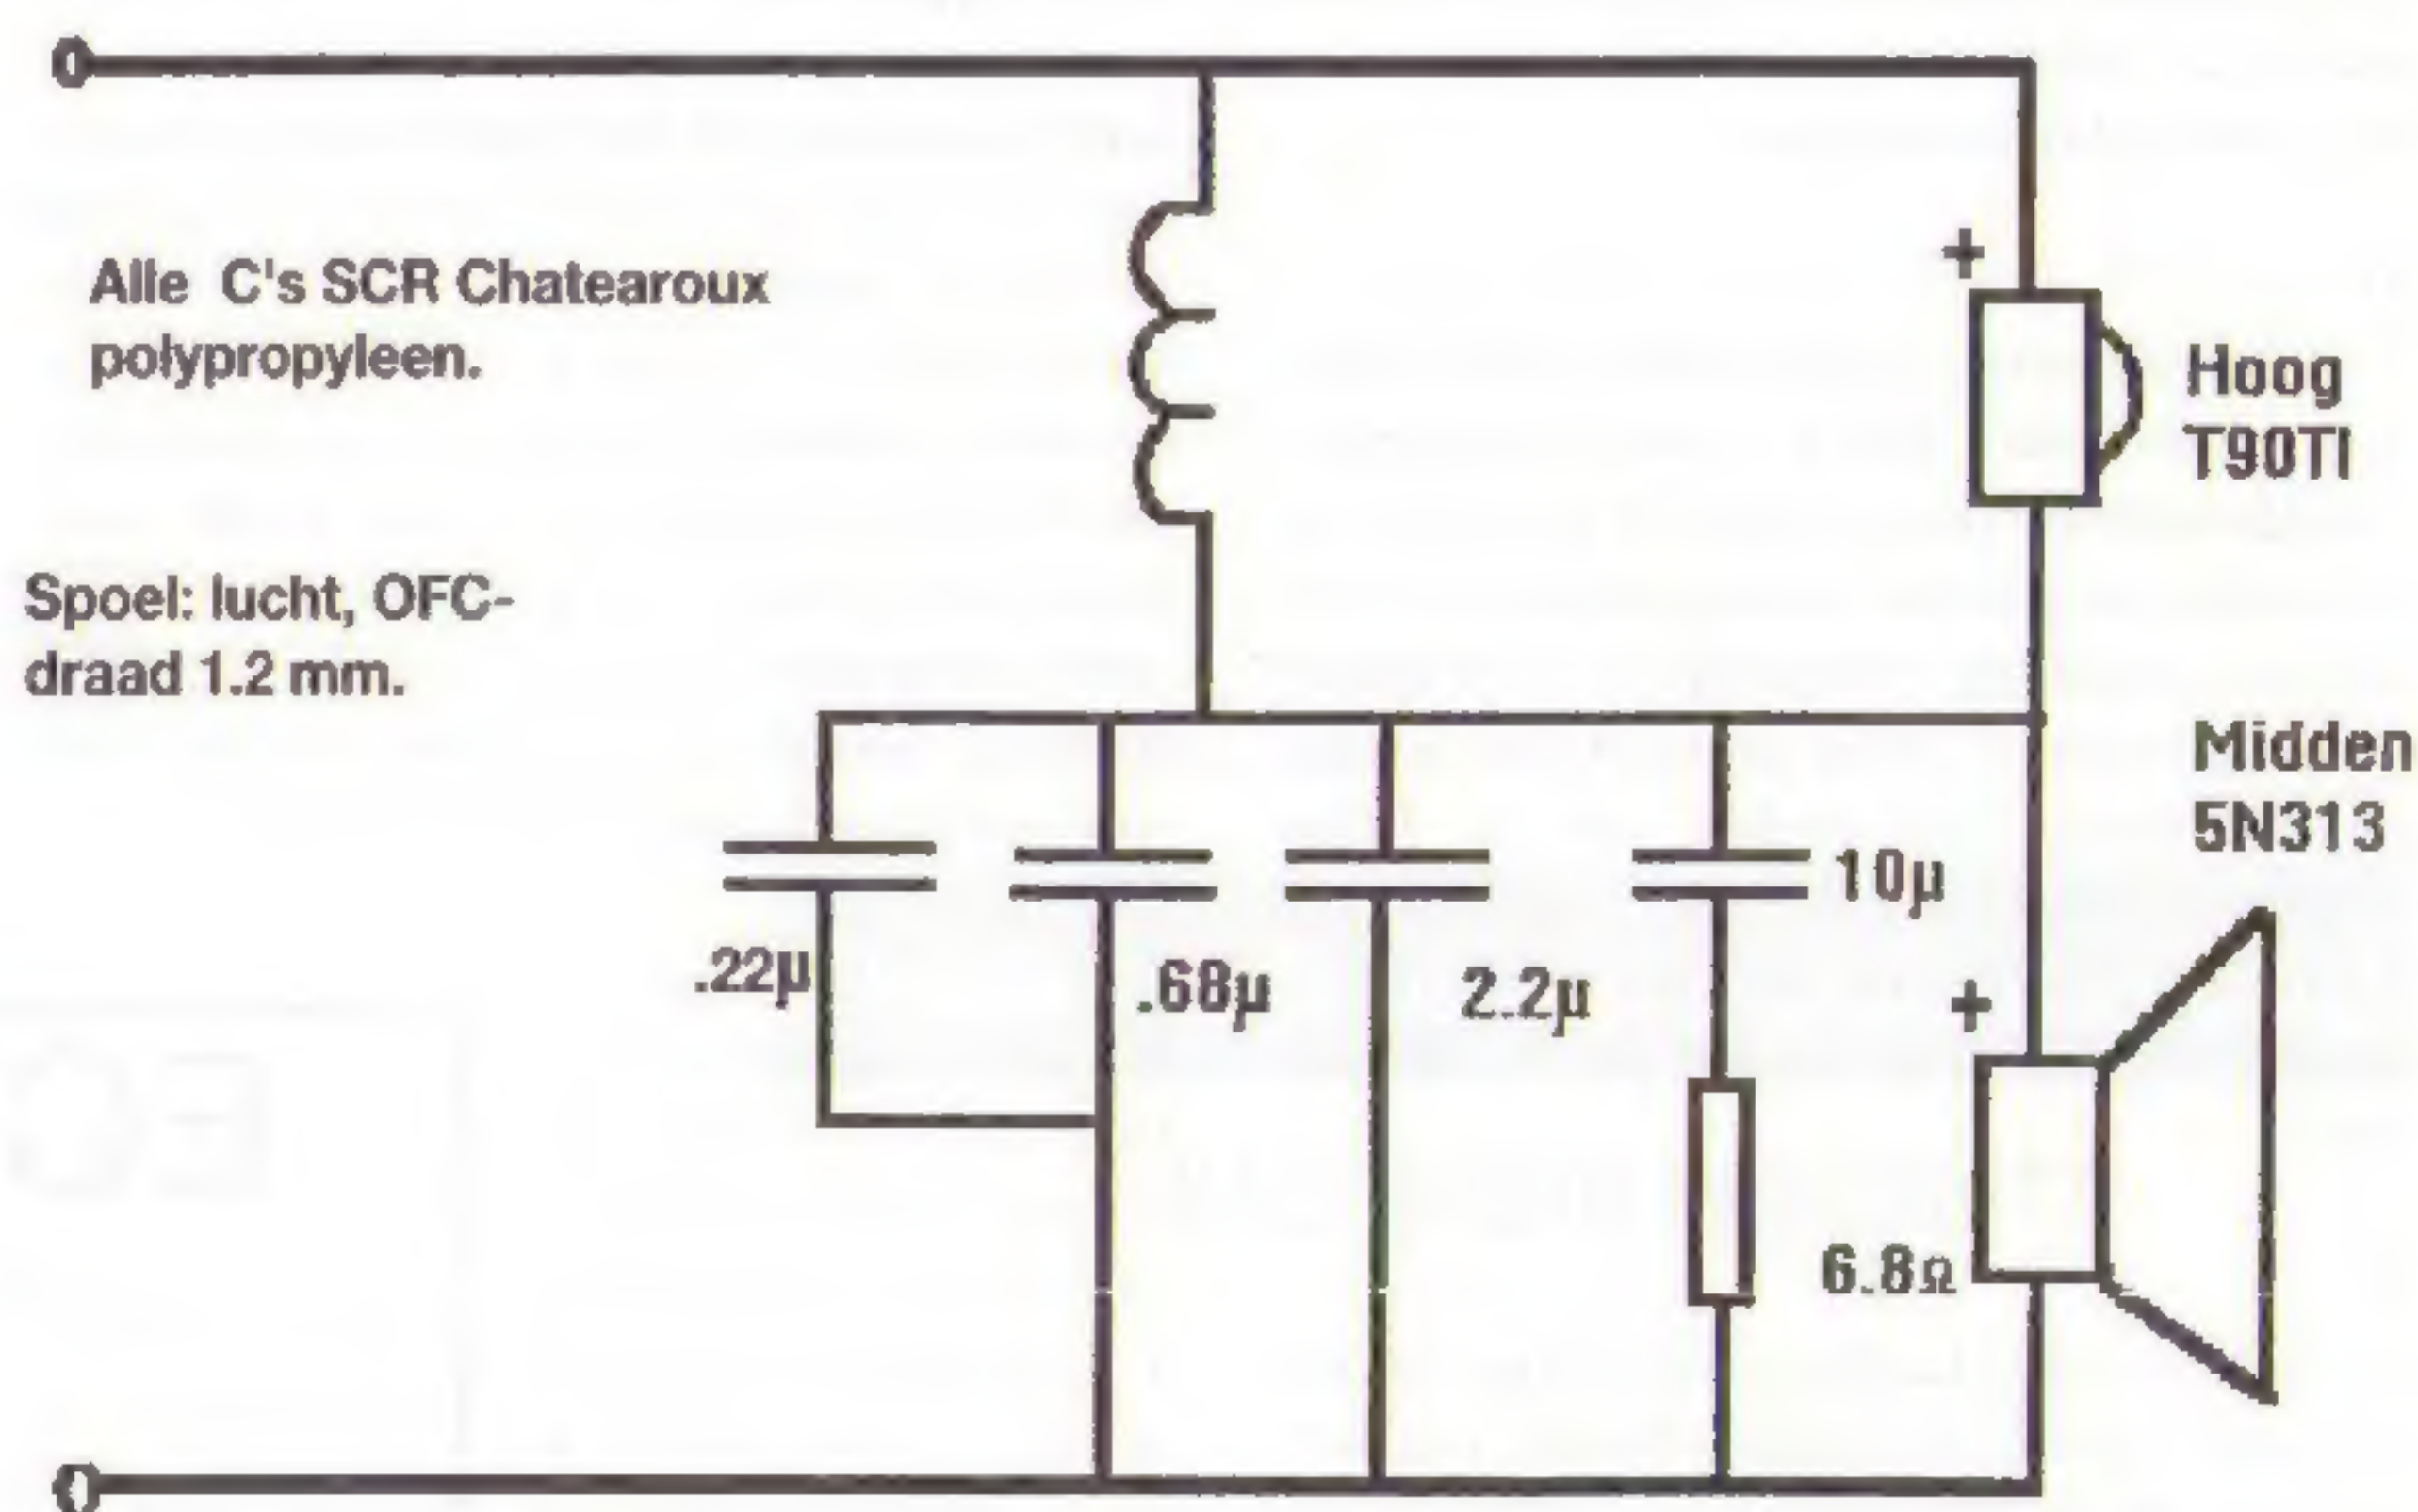 Alle C's SCR Chatearoux
polypropyleen.
Spoel: lucht, OFC-
draad 1.2 mm.
+
Hoog
T90TI
Midden
5N313
10µ
.22µ
.68µ
2.2µ
+
6.8Ω